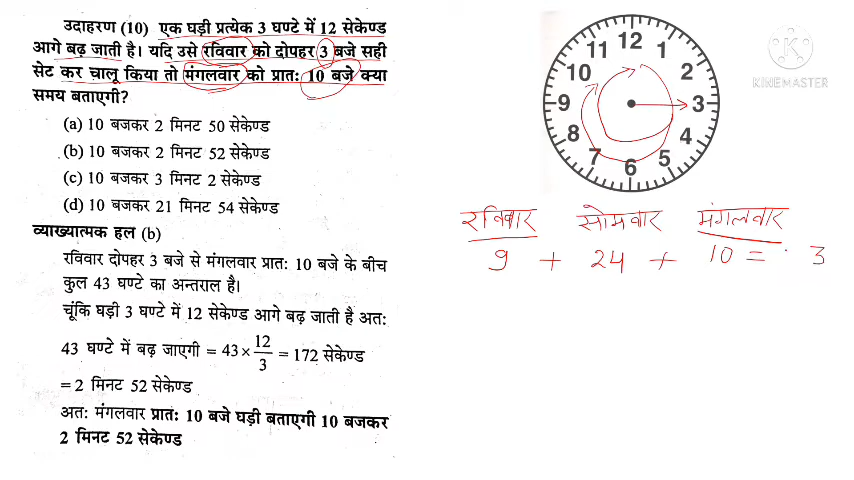 उदाहरण (10) एक घड़ी प्रत्येक 3 घण्टे में 12 सेकेण्ड
आगे बढ़ जाती है। यदि उसे रविवार को दोपहर 3 बजे सही
सेट कर चालू किया तो मंगलवार को प्रातः 10 बजे क्या
समय बताएगी?
(a) 10 बजकर 2 मिनट 50 सेकेण्ड
(b) 10 बजकर 2 मिनट 52 सेकेण्ड
(c) 10 बजकर 3 मिनट 2 सेकेण्ड
(d) 10 बजकर 21 मिनट 54 सेकेण्ड
व्याख्यात्मक हल (b)
रविवार दोपहर 3 बजे से मंगलवार प्रातः 10 बजे के बीच
कुल 43 घण्टे का अन्तराल है।
चूंकि घड़ी 3 घण्टे में 12 सेकेण्ड आगे बढ़ जाती है अतः
43 घण्टे में बढ़ जाएगी = 43 × 12/3 = 172 सेकेण्ड
= 2 मिनट 52 सेकेण्ड
अतः मंगलवार प्रातः 10 बजे घड़ी बताएगी 10 बजकर
2 मिनट 52 सेकेण्ड
12
11 1
10 2
9 3
8 4
7 5
6
KINEMASTER
रविवार सोमवार मंगलवार
9 + 24 + 10 = 3